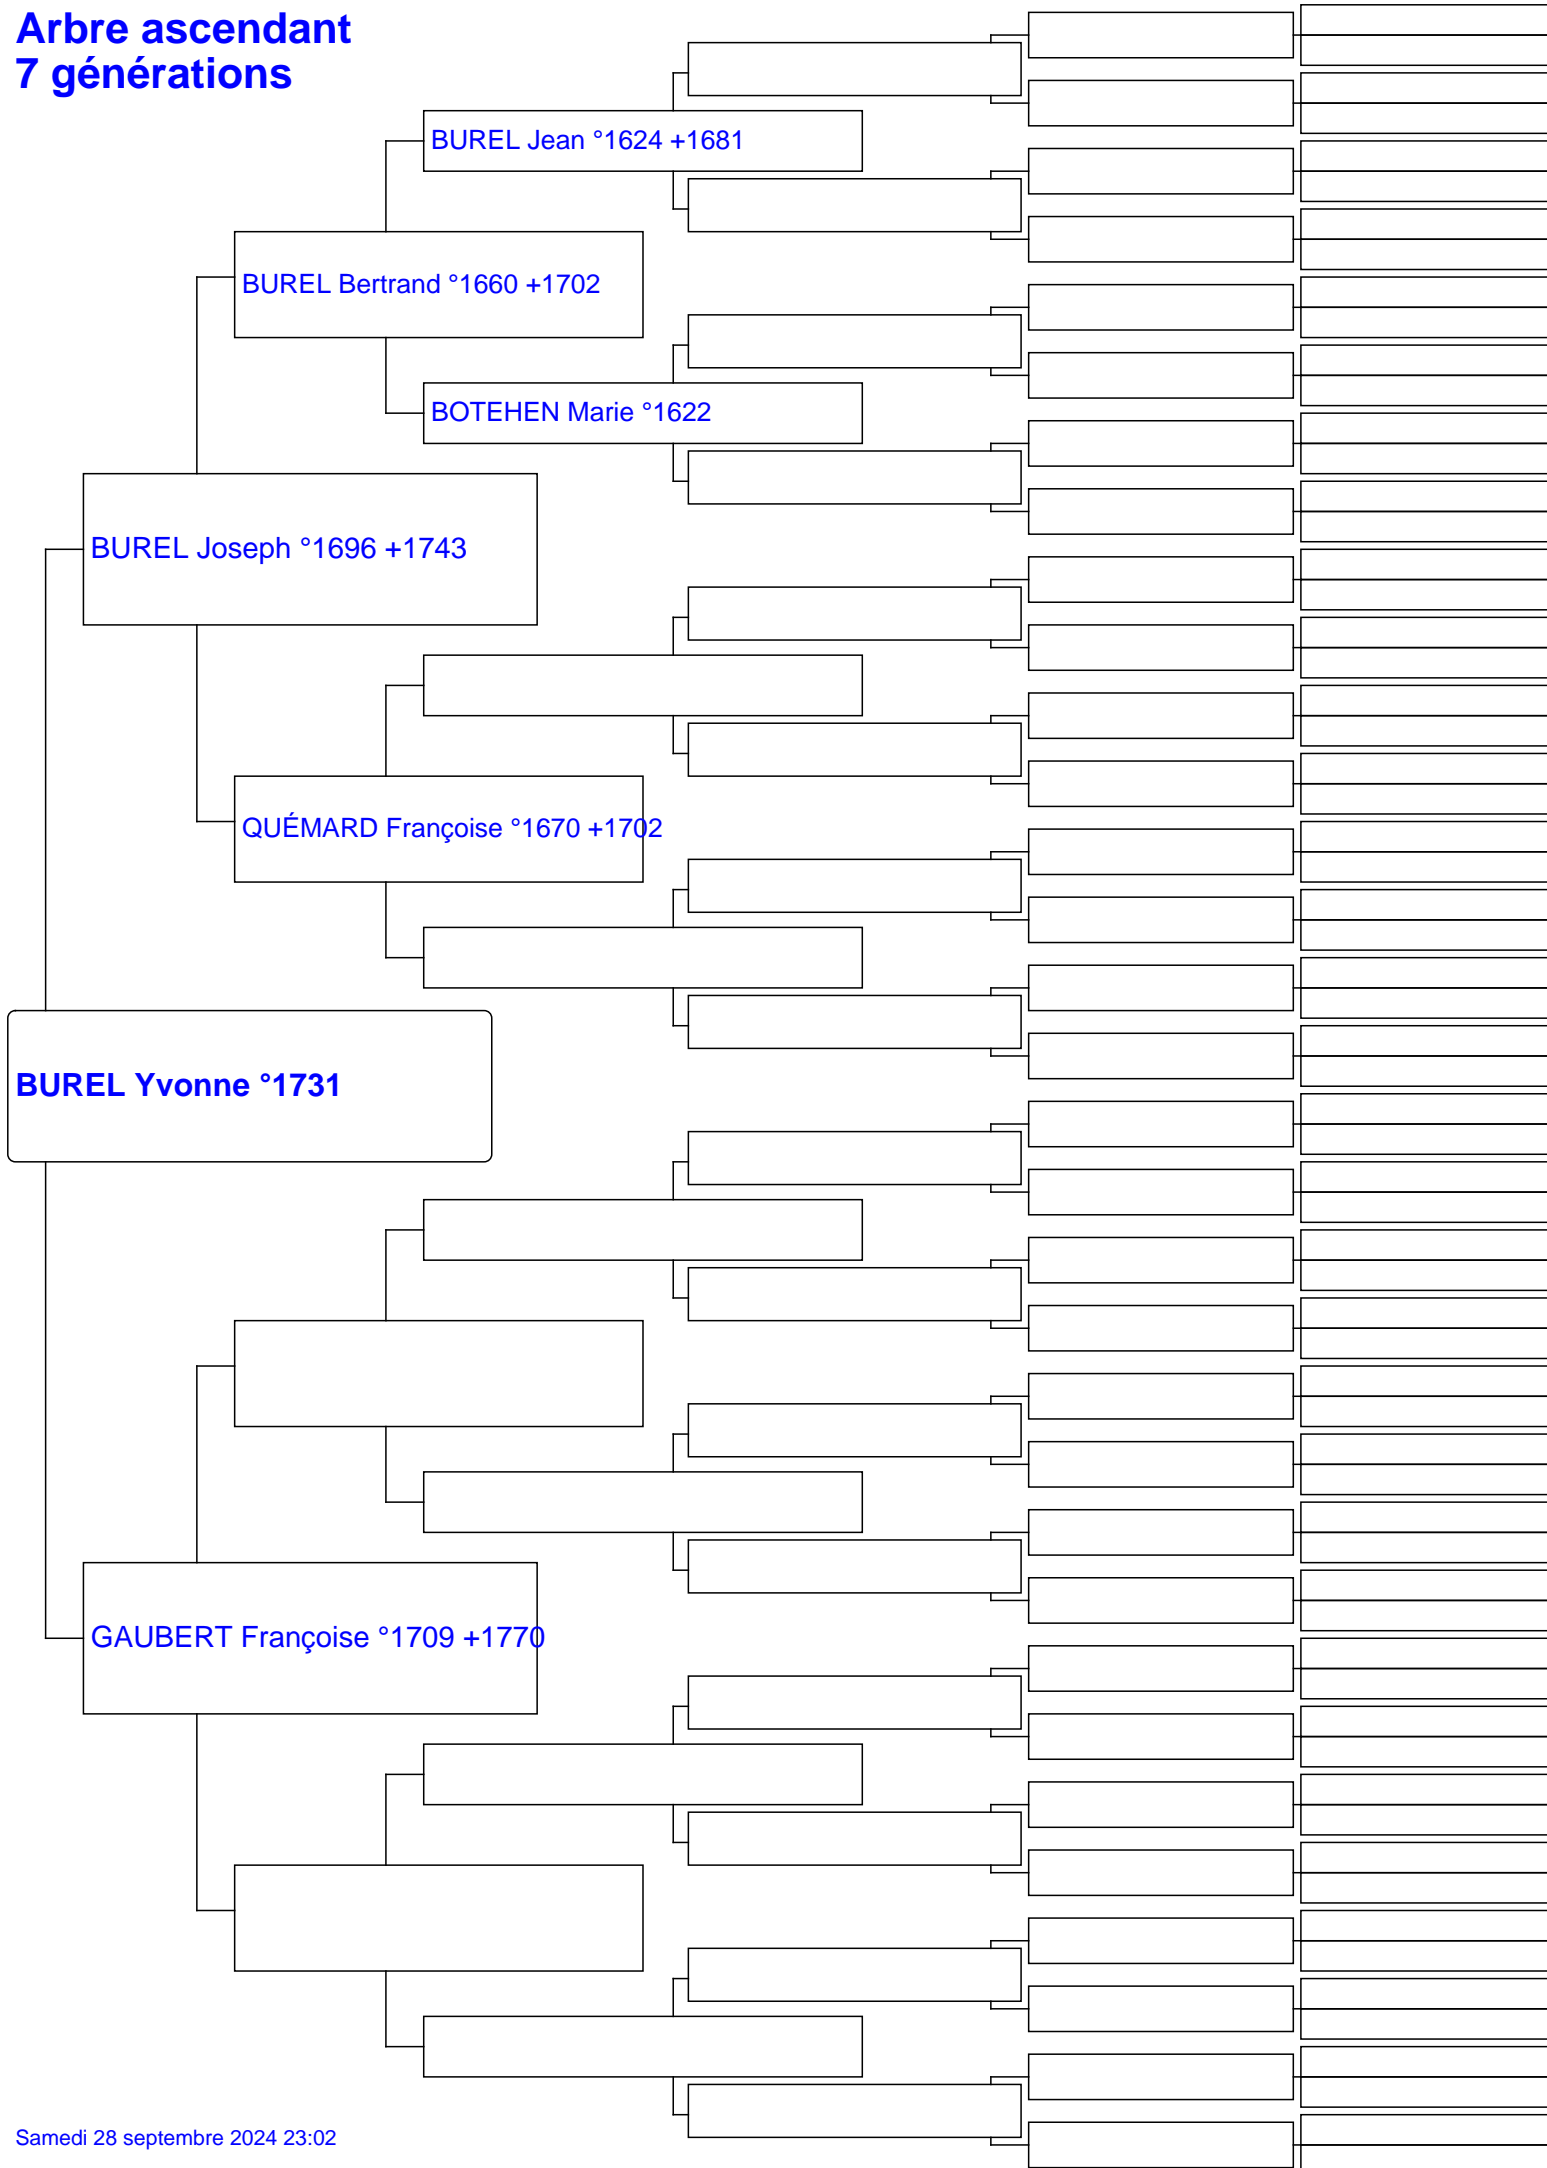 Arbre ascendant
7 générations
BUREL Jean °1624 +1681
BUREL Bertrand °1660 +1702
BOTEHEN Marie °1622
BUREL Joseph °1696 +1743
QUÉMARD Françoise °1670 +1702
BUREL Yvonne °1731
GAUBERT Françoise °1709 +1770
Samedi 28 septembre 2024 23:02